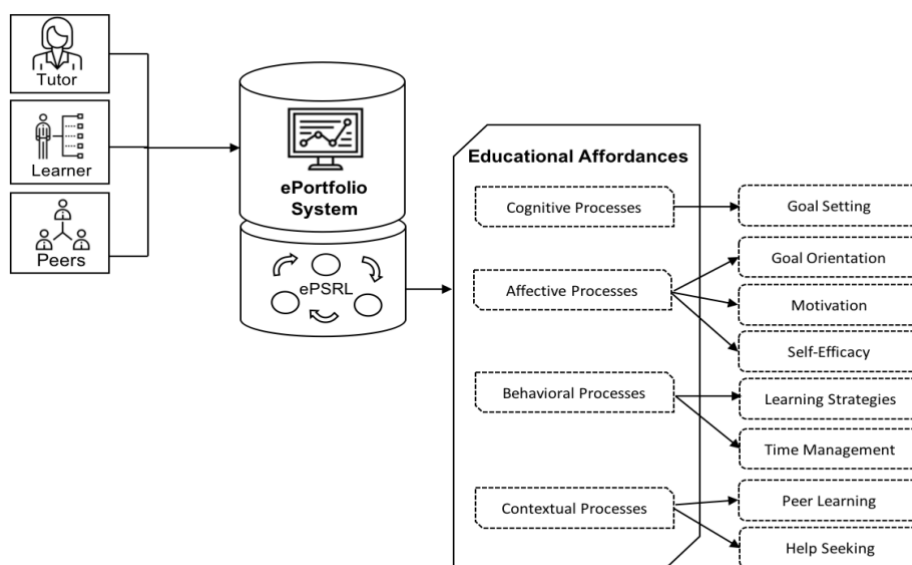 Tutor
Learner
Peers
ePortfolio
System
ePSRL
Educational Affordances
Cognitive Processes
Affective Processes
Behavioral Processes
Contextual Processes
Goal Setting
Goal Orientation
Motivation
Self-Efficacy
Learning Strategies
Time Management
Peer Learning
Help Seeking